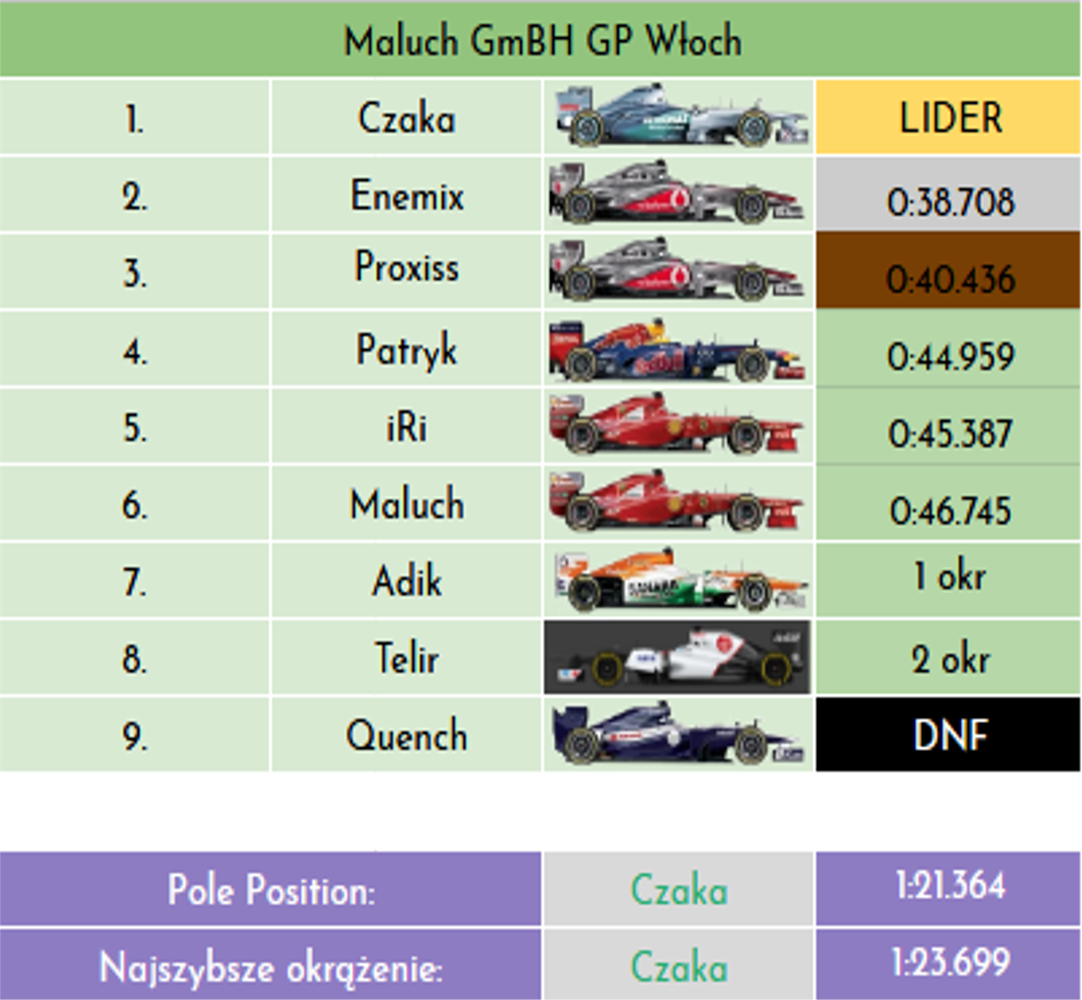 Maluch GmBH GP Włoch
1. Czaka LIDER
2. Enemix 0:38.708
3. Proxiss 0:40.436
4. Patryk 0:44.959
5. iRi 0:45.387
6. Maluch 0:46.745
7. Adik 1 okr
8. Telir 2 okr
9. Quench DNF
Pole Position: Czaka 1:21.364
Najszybsze okrążenie: Czaka 1:23.699